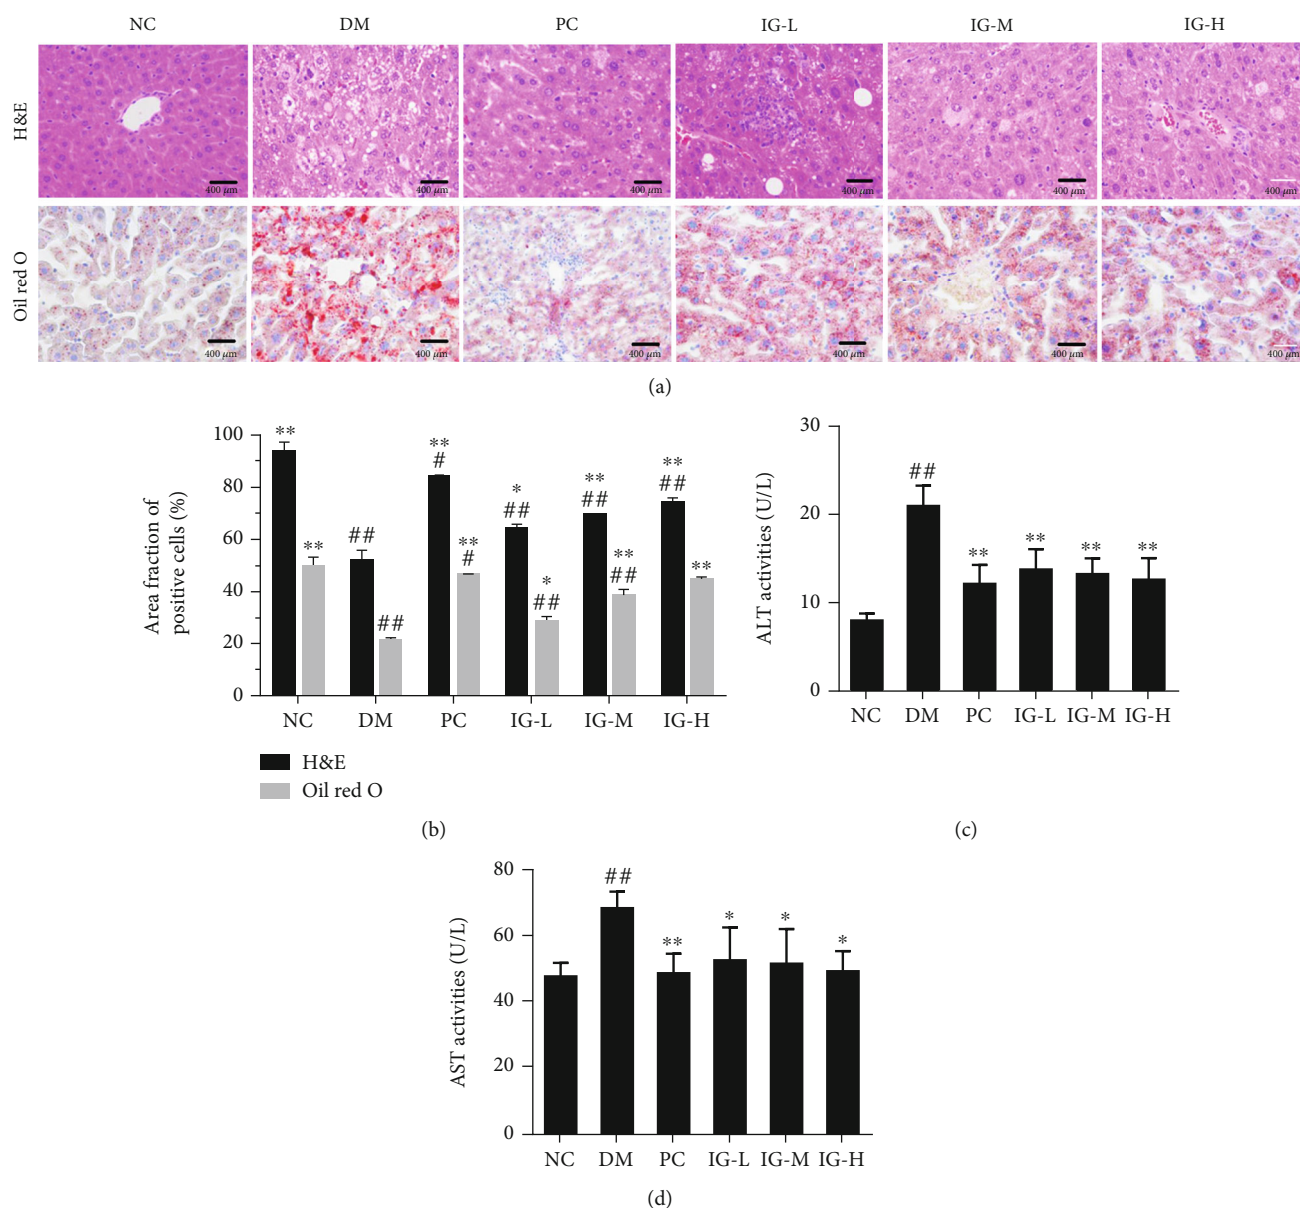 NC DM PC IG-L IG-M IG-H
H&E
400 μm 400 μm 400 μm 400 μm 400 μm 400 μm
Oil red O
400 μm 400 μm 400 μm 400 μm 400 μm 400 μm
(a)
Area fraction of
positive cells (%)
100
80
60
40
20
0
** ** ## ## ** # ** # * ## * ## ** ## ** ## ** ## **
NC DM PC IG-L IG-M IG-H
H&E
Oil red O
(b)
ALT activities (U/L)
30
20
10
0
## ** ** ** **
NC DM PC IG-L IG-M IG-H
(c)
AST activities (U/L)
80
60
40
20
0
## ** * * *
NC DM PC IG-L IG-M IG-H
(d)